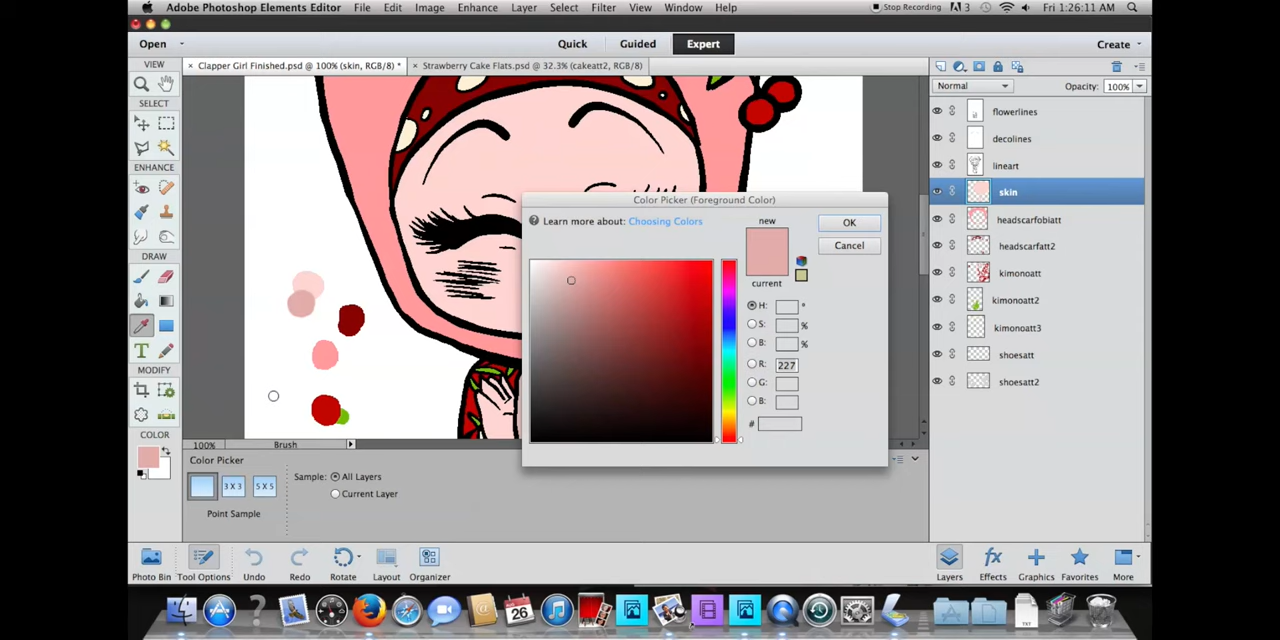 Adobe Photoshop Elements Editor File Edit Image Enhance Layer Select Filter View Window Help Stop Recording 3 Fri 1:26:11 AM
Open Quick Guided Expert Create
VIEW × Clapper Girl Finished.psd @ 100% (skin, RGB/8) * × Strawberry Cake Flats.psd @ 32.3% (cakeatt2, RGB/8)
Normal Opacity: 100%
SELECT
flowerlines
decolines
ENHANCE
lineart
skin
Color Picker (Foreground Color)
? Learn more about: Choosing Colors
new
OK
Cancel
current
H: °
S: %
B: %
R: 227
G:
B:
#
headscarfobiatt
headscarfatt2
kimonoatt
kimonoatt2
kimonoatt3
shoesatt
shoesatt2
DRAW
T
MODIFY
COLOR
100% Brush
Color Picker
3 X 3 5 X 5
Point Sample
Sample: All Layers
Current Layer
Photo Bin Tool Options Undo Redo Rotate Layout Organizer Layers Effects Graphics Favorites More
26
TXT